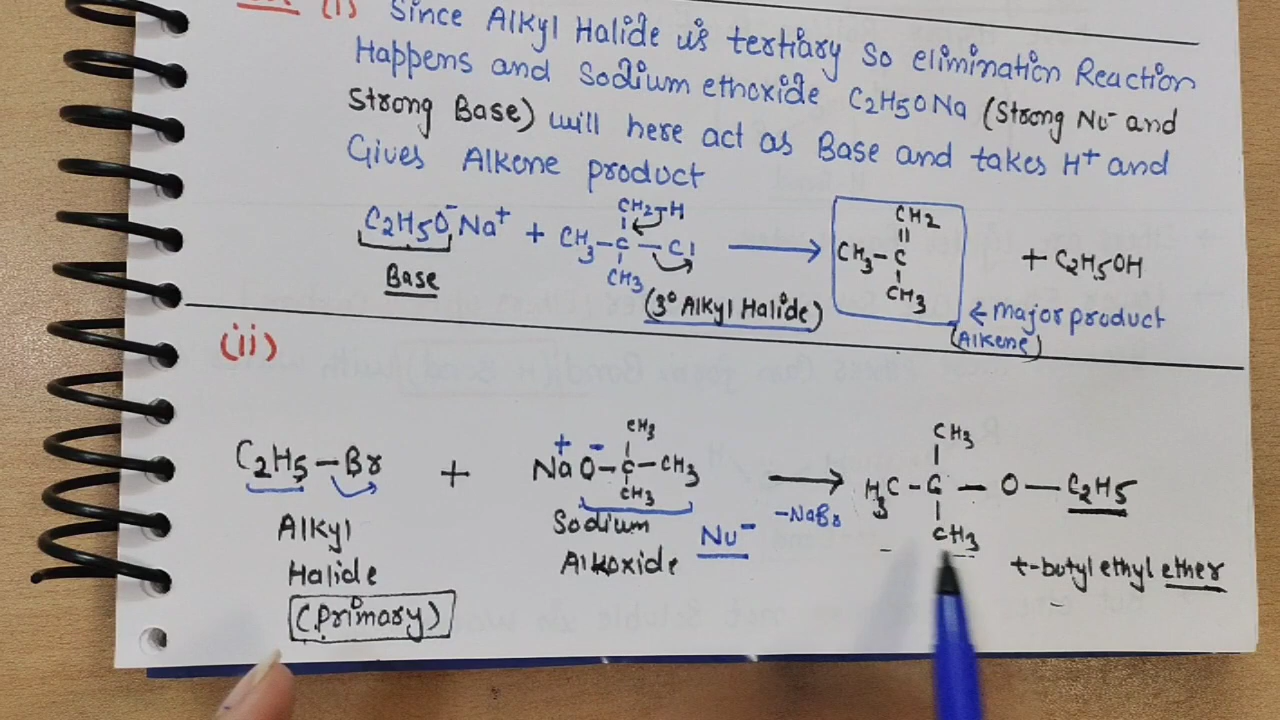 (i) Since Alkyl Halide is tertiary So elimination Reaction
Happens and Sodium ethoxide C2H5ONa (Strong Nu- and
Strong Base) will here act as Base and takes H+ and
Gives Alkene product
CH2-H
C2H5O-Na+ + CH3-C-Cl
CH3
Base
(3° Alkyl Halide)
CH2
||
CH3-C
CH3
+ C2H5OH
← major product
(Alkene)
(ii)
CH3
C2H5-Br + Na+O--C-CH3
CH3
-NaBr
CH3
H3C-C-O-C2H5
CH3
Alkyl
Halide
(Primary)
Sodium
Alkoxide
Nu-
t-butyl ethyl ether